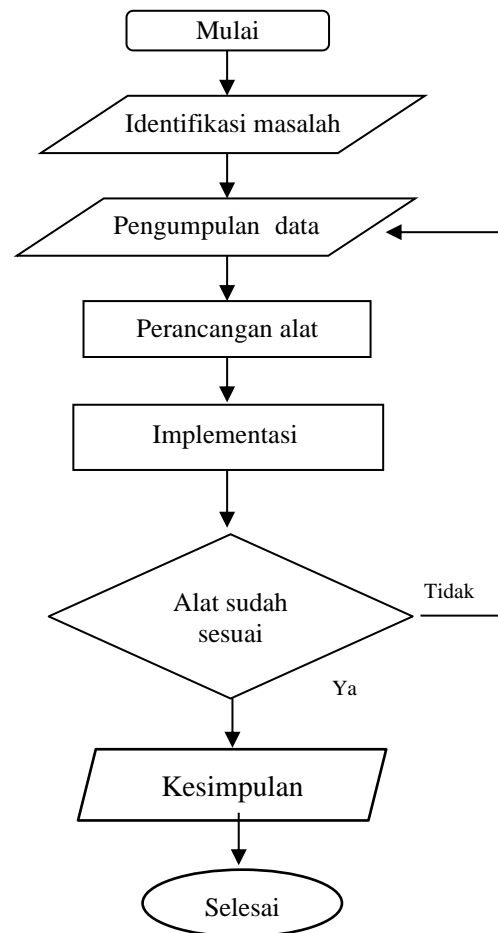 Mulai
Identifikasi masalah
Pengumpulan data
Perancangan alat
Implementasi
Alat sudah
sesuai
Tidak
Ya
Kesimpulan
Selesai